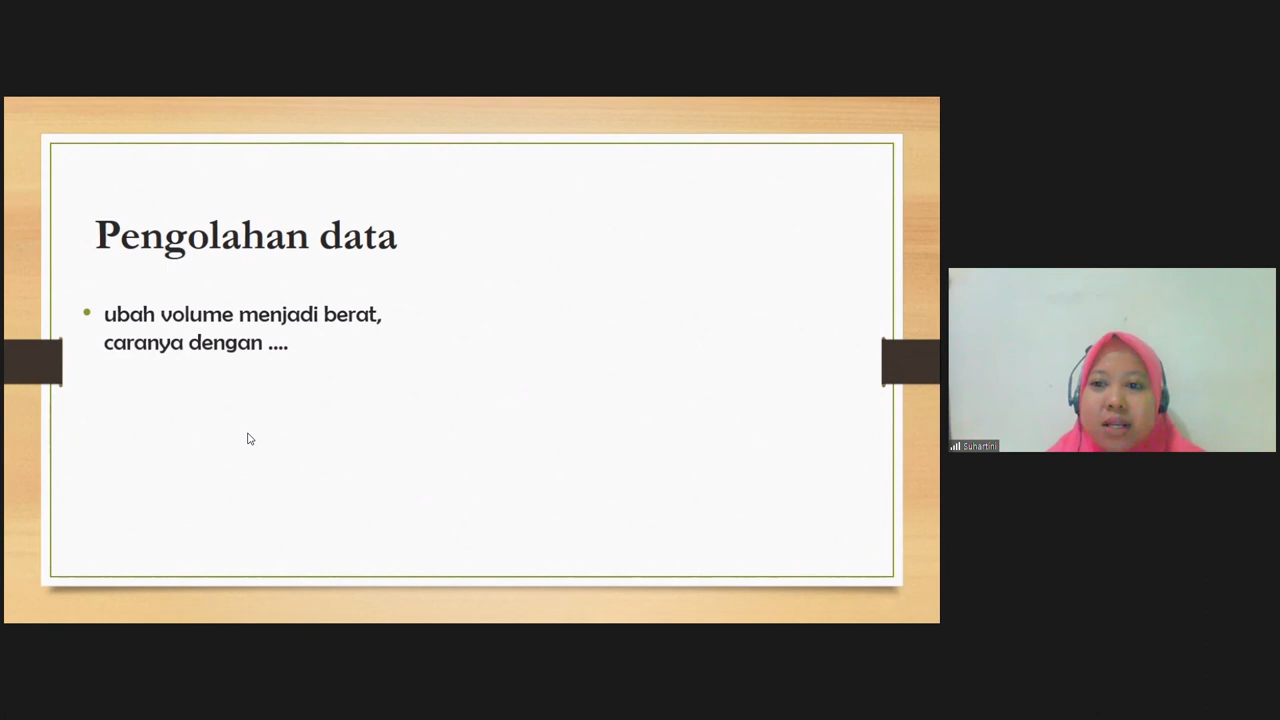 Pengolahan data
• ubah volume menjadi berat,
caranya dengan ....
Suhartini